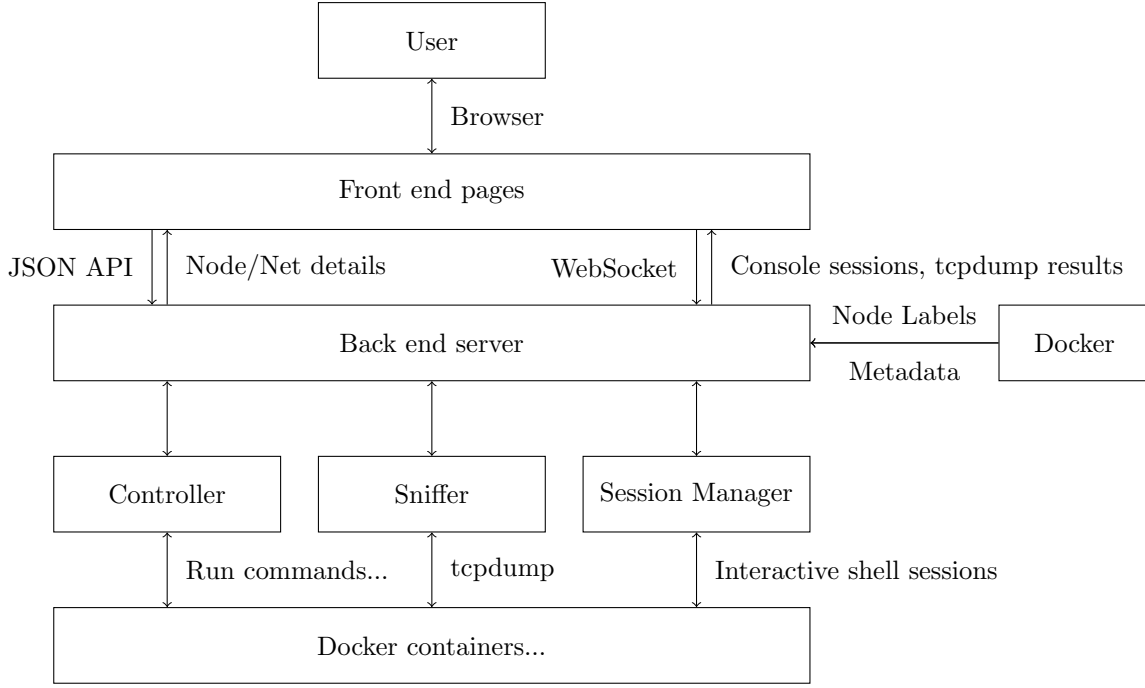 User
Browser
Front end pages
JSON API
Node/Net details
WebSocket
Console sessions, tcpdump results
Node Labels
Back end server
Docker
Metadata
Controller
Sniffer
Session Manager
Run commands...
tcpdump
Interactive shell sessions
Docker containers...